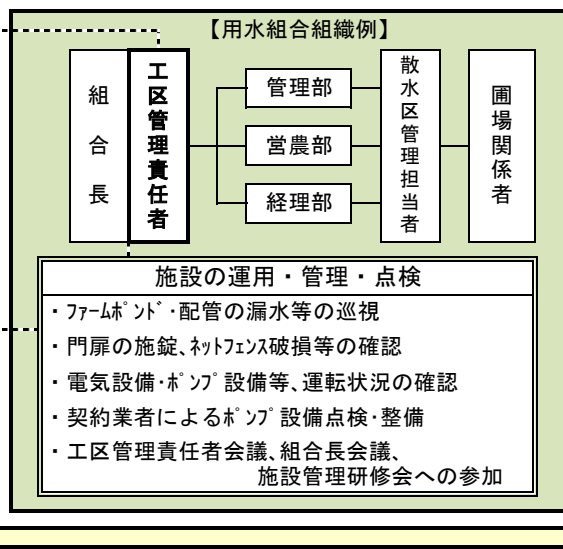 【用水組合組織例】
組合長
工区管理責任者
管理部
営農部
経理部
散水区管理担当者
圃場関係者
施設の運用・管理・点検
・ﾌｧｰﾑﾎﾟﾝﾄﾞ･配管の漏水等の巡視
・門扉の施錠､ﾈｯﾄﾌｪﾝｽ破損等の確認
・電気設備･ﾎﾟﾝﾌﾟ設備等､運転状況の確認
・契約業者によるﾎﾟﾝﾌﾟ設備点検･整備
・工区管理責任者会議､組合長会議､
施設管理研修会への参加